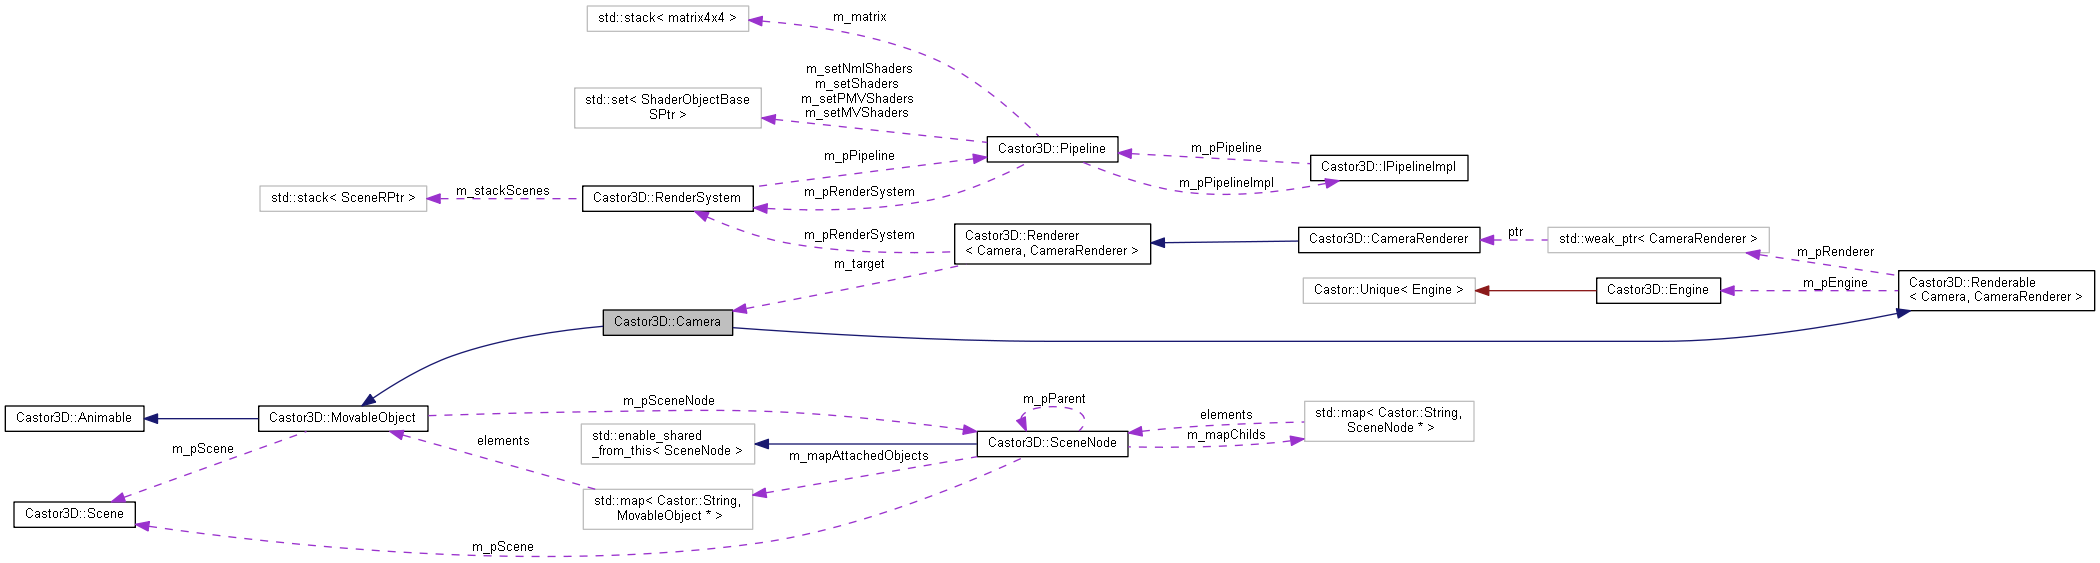 std::stack< matrix4x4 >
m_matrix
m_setNmlShaders
m_setShaders
m_setPMVShaders
m_setMVShaders
std::set< ShaderObjectBase
SPtr >
Castor3D::Pipeline
m_pPipeline
Castor3D::IPipelineImpl
m_pPipelineImpl
m_pPipeline
m_pRenderSystem
std::stack< SceneRPtr >
m_stackScenes
Castor3D::RenderSystem
m_pRenderSystem
Castor3D::Renderer
< Camera, CameraRenderer >
Castor3D::CameraRenderer
ptr
std::weak_ptr< CameraRenderer >
m_pRenderer
m_target
Castor::Unique< Engine >
Castor3D::Engine
m_pEngine
Castor3D::Renderable
< Camera, CameraRenderer >
Castor3D::Camera
Castor3D::Animable
Castor3D::MovableObject
m_pSceneNode
m_pParent
elements
std::map< Castor::String,
SceneNode * >
m_mapChilds
std::enable_shared
_from_this< SceneNode >
Castor3D::SceneNode
m_pScene
elements
m_mapAttachedObjects
std::map< Castor::String,
MovableObject * >
Castor3D::Scene
m_pScene